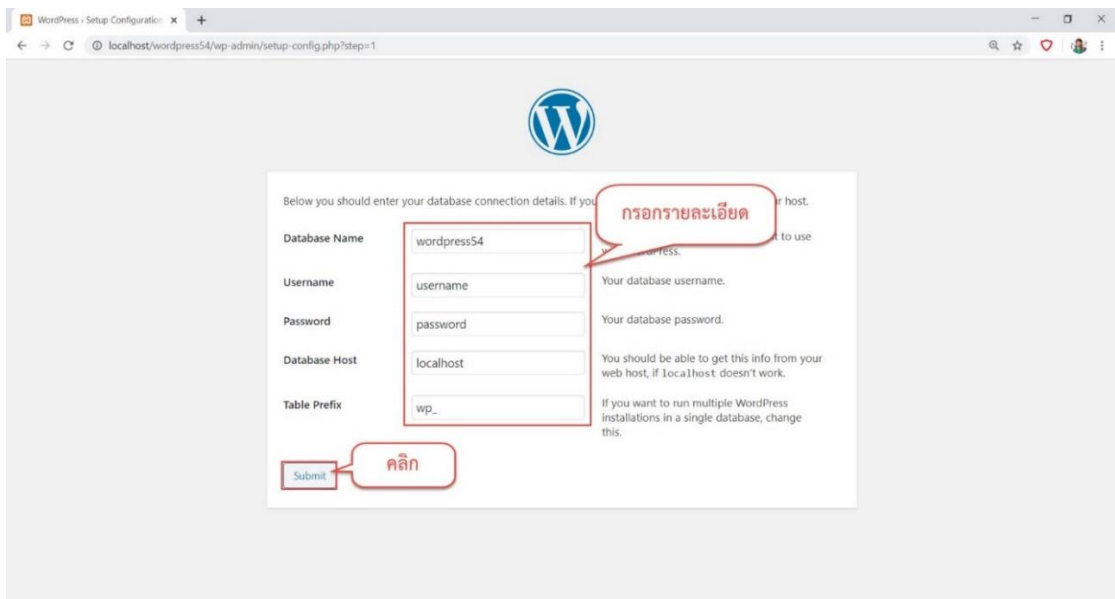 WordPress › Setup Configuration
localhost/wordpress54/wp-admin/setup-config.php?step=1
Below you should enter your database connection details. If you
r host.
กรอกรายละเอียด
Database Name
wordpress54
t to use
Username
username
Your database username.
Password
password
Your database password.
Database Host
localhost
You should be able to get this info from your
web host, if localhost doesn't work.
Table Prefix
wp_
If you want to run multiple WordPress
installations in a single database, change
this.
Submit
คลิก